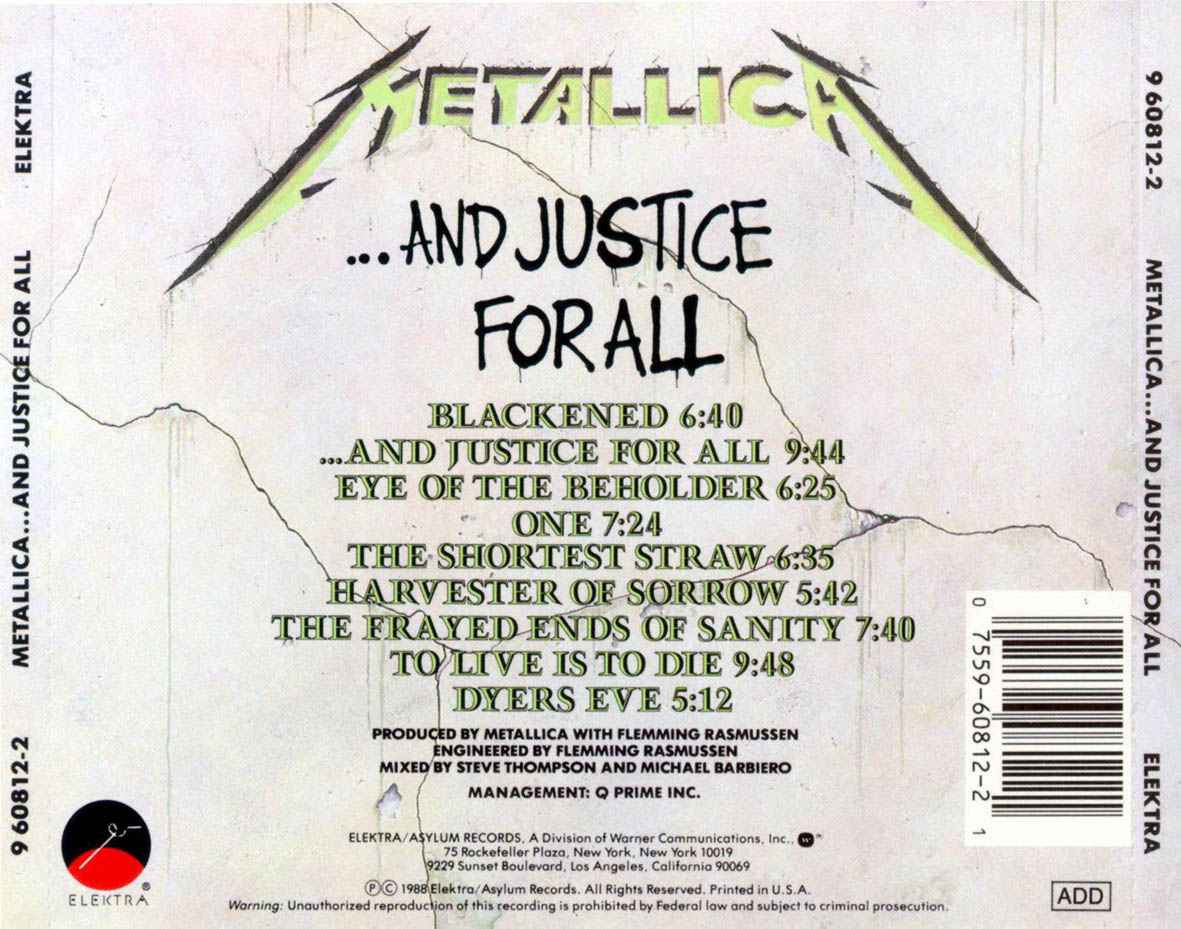 METALLICA
...AND JUSTICE
FOR ALL
BLACKENED 6:40
...AND JUSTICE FOR ALL 9:44
EYE OF THE BEHOLDER 6:25
ONE 7:24
THE SHORTEST STRAW 6:35
HARVESTER OF SORROW 5:42
THE FRAYED ENDS OF SANITY 7:40
TO LIVE IS TO DIE 9:48
DYERS EVE 5:12
PRODUCED BY METALLICA WITH FLEMMING RASMUSSEN
ENGINEERED BY FLEMMING RASMUSSEN
MIXED BY STEVE THOMPSON AND MICHAEL BARBIERO
MANAGEMENT: Q PRIME INC.
ELEKTRA/ASYLUM RECORDS, A Division of Warner Communications, Inc.,
75 Rockefeller Plaza, New York, New York 10019
9229 Sunset Boulevard, Los Angeles, California 90069
Ⓟ© 1988 Elektra/Asylum Records. All Rights Reserved. Printed in U.S.A.
Warning: Unauthorized reproduction of this recording is prohibited by Federal law and subject to criminal prosecution.
ELEKTRA®
ADD
0 7559-60812-2 1
9 60812-2 METALLICA...AND JUSTICE FOR ALL ELEKTRA
9 60812-2 METALLICA...AND JUSTICE FOR ALL ELEKTRA